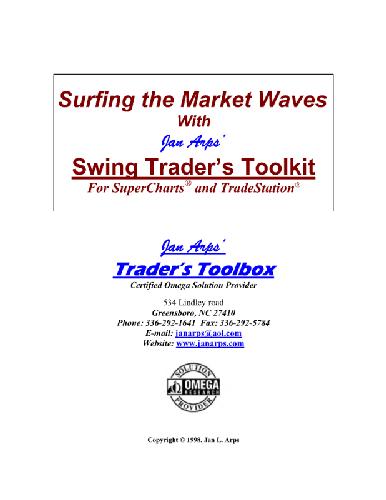 Surfing the Market Waves
With
Jan Arps'
Swing Trader's Toolkit
For SuperCharts® and TradeStation®
Jan Arps'
Trader's Toolbox
Certified Omega Solution Provider
534 Lindley road
Greensboro, NC 27410
Phone: 336-292-1641 Fax: 336-292-5784
E-mail: janarps@aol.com
Website: www.janarps.com
SOLUTION
OMEGA
RESEARCH
PROVIDER
Copyright © 1998, Jan L. Arps